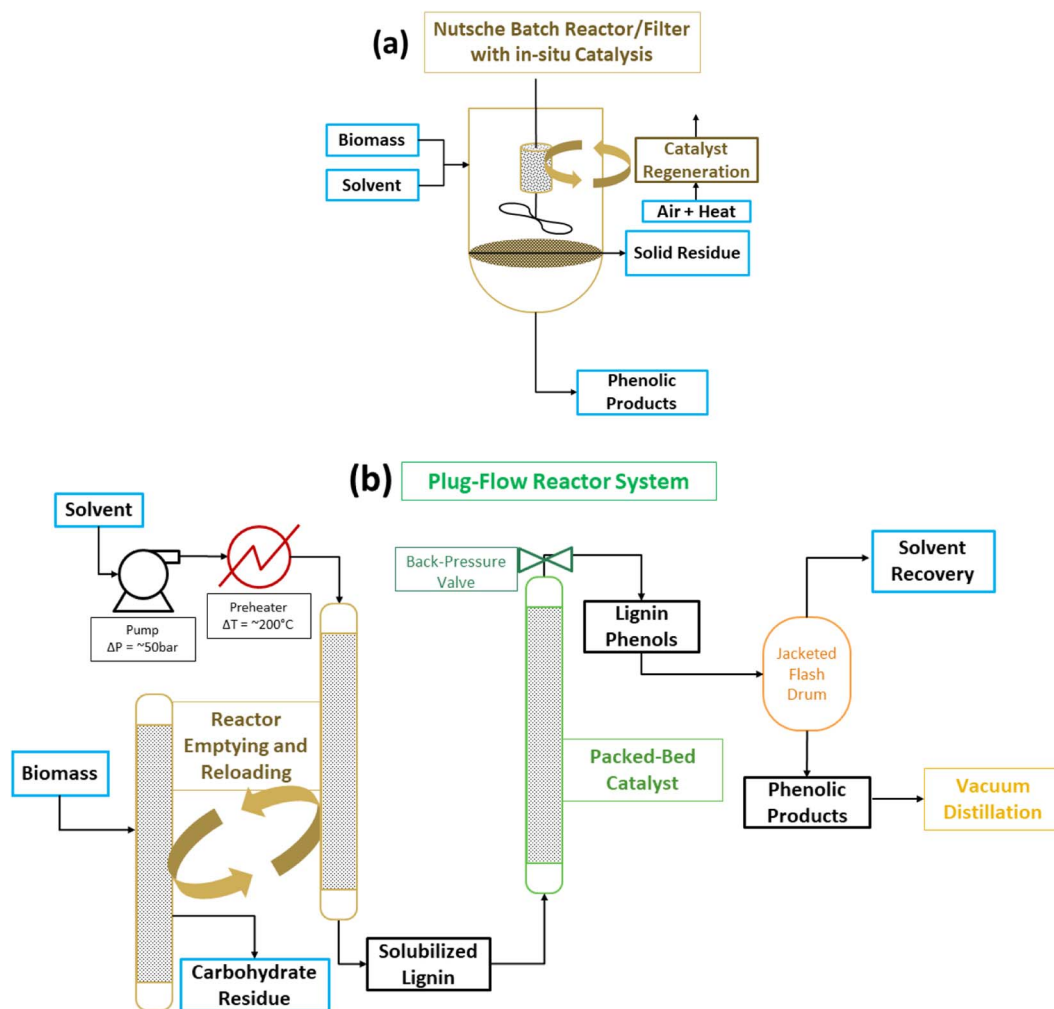 (a)
Nutsche Batch Reactor/Filter
with in-situ Catalysis
Biomass
Solvent
Catalyst
Regeneration
Air + Heat
Solid Residue
Phenolic
Products
(b)
Plug-Flow Reactor System
Solvent
Pump
ΔP = ~50bar
Preheater
ΔT = ~200°C
Back-Pressure
Valve
Lignin
Phenols
Solvent
Recovery
Jacketed
Flash
Drum
Reactor
Emptying and
Reloading
Biomass
Packed-Bed
Catalyst
Phenolic
Products
Vacuum
Distillation
Solubilized
Lignin
Carbohydrate
Residue